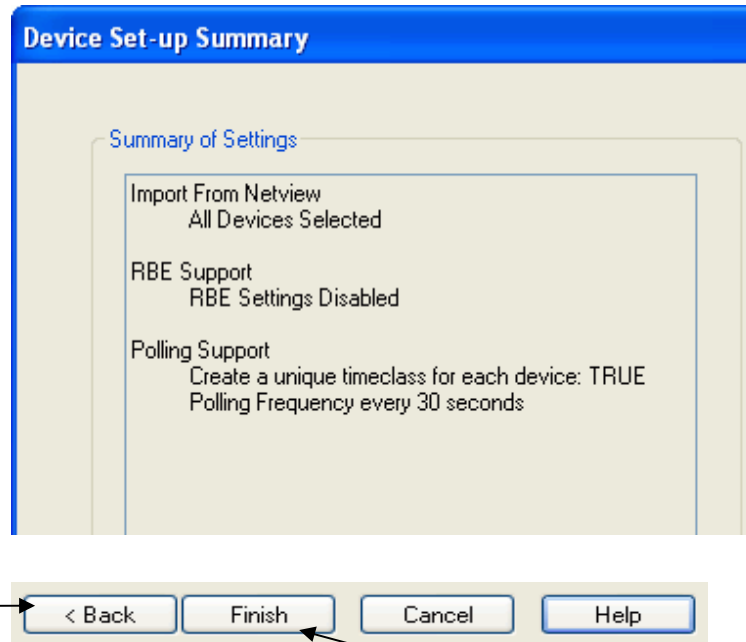 Device Set-up Summary
Summary of Settings
Import From Netview
All Devices Selected
RBE Support
RBE Settings Disabled
Polling Support
Create a unique timeclass for each device: TRUE
Polling Frequency every 30 seconds
< Back Finish Cancel Help